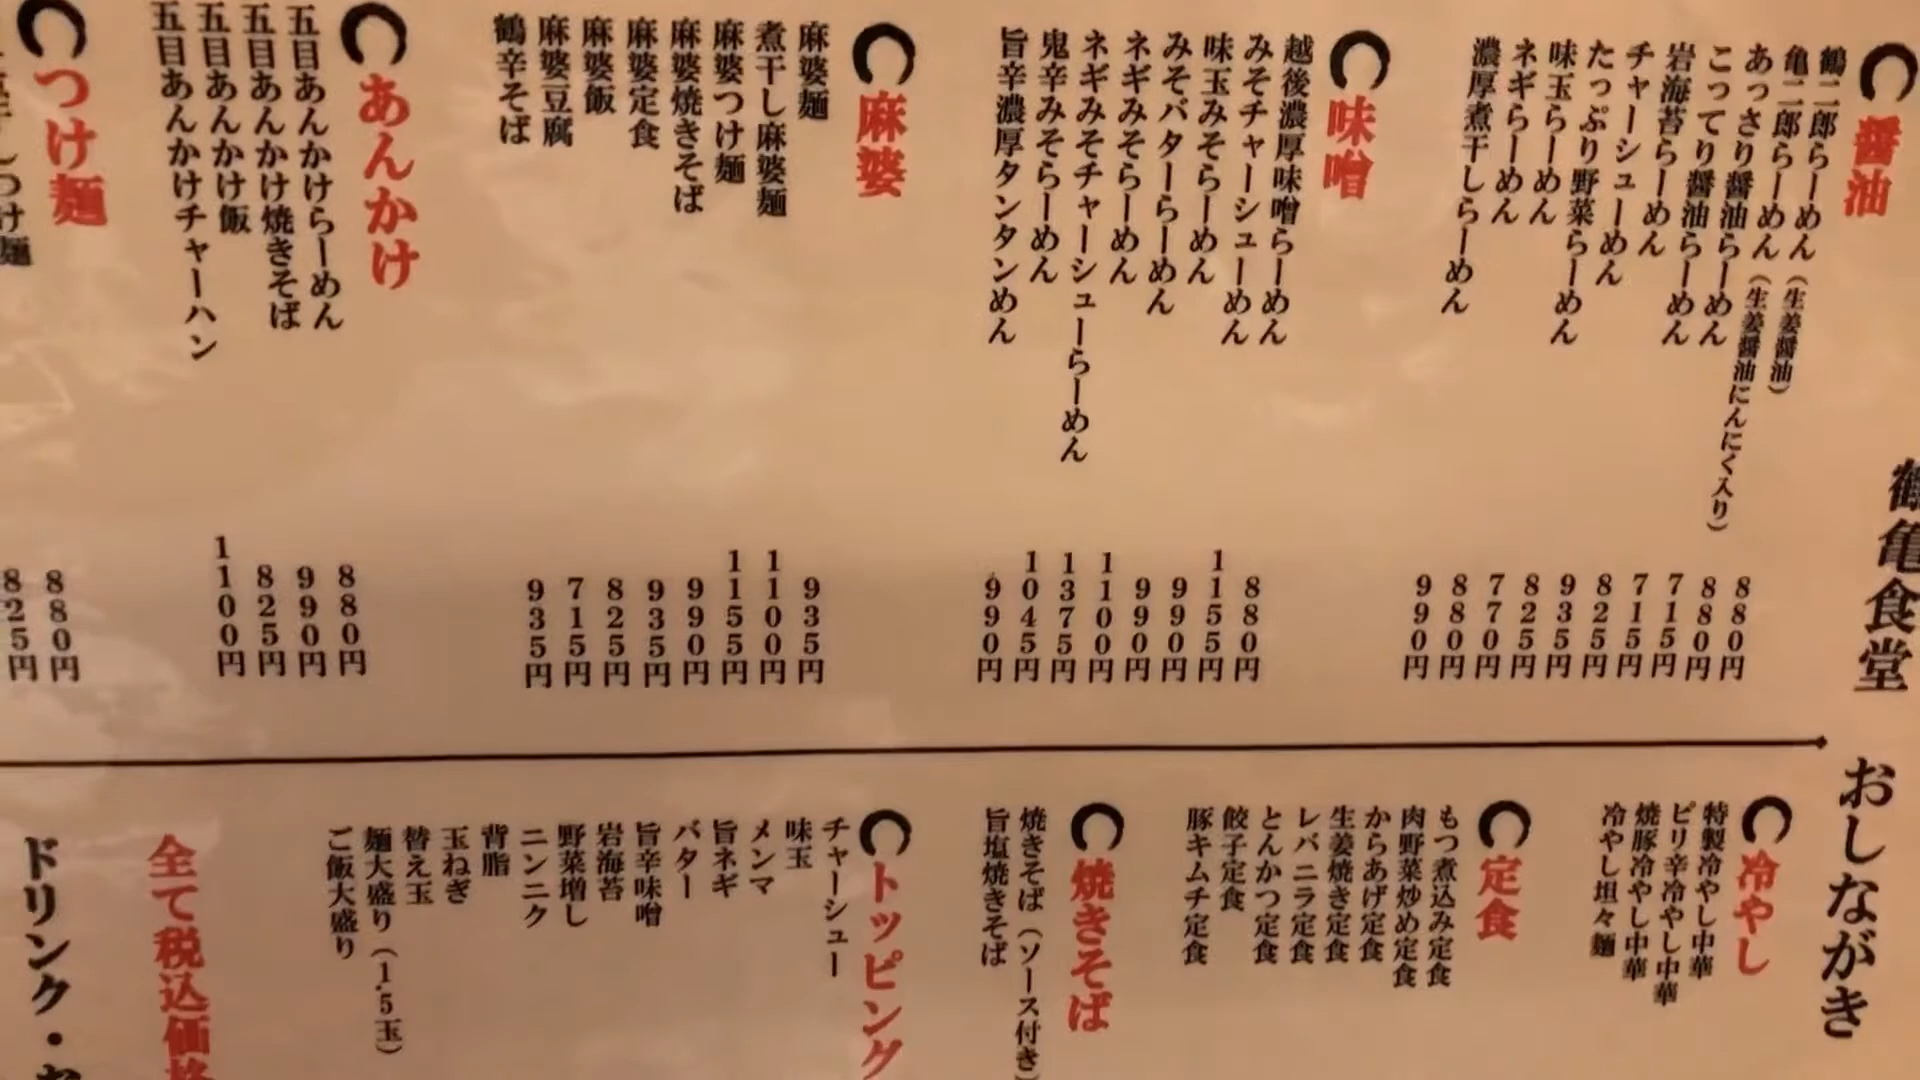 鶴亀食堂
おしながき
醤油
鶴二郎らーめん(生姜醤油)
亀二郎らーめん(生姜醤油にんにく入り)
あっさり醤油らーめん
こってり醤油らーめん
岩海苔らーめん
チャーシューめん
たっぷり野菜らーめん
味玉らーめん
ネギらーめん
濃厚煮干しらーめん
880円
880円
715円
715円
825円
935円
825円
770円
880円
990円
味噌
越後濃厚味噌らーめん
みそチャーシューめん
味玉みそらーめん
みそバターらーめん
ネギみそらーめん
ネギみそチャーシューらーめん
鬼辛みそらーめん
旨辛濃厚タンタンめん
880円
1155円
990円
990円
1100円
1375円
1045円
990円
麻婆
麻婆麺
煮干し麻婆麺
麻婆つけ麺
麻婆焼きそば
麻婆定食
麻婆飯
麻婆豆腐
鶴辛そば
935円
1100円
1155円
990円
935円
825円
715円
935円
あんかけ
五目あんかけらーめん
五目あんかけ焼きそば
五目あんかけ飯
五目あんかけチャーハン
880円
990円
825円
1100円
つけ麺
880円
825円
冷やし
特製冷やし中華
ピリ辛冷やし中華
焼豚冷やし中華
冷やし坦々麺
定食
もつ煮込み定食
肉野菜炒め定食
からあげ定食
生姜焼き定食
レバニラ定食
とんかつ定食
餃子定食
豚キムチ定食
焼きそば
焼きそば(ソース付き)
旨塩焼きそば
トッピング
チャーシュー
味玉
メンマ
旨ネギ
バター
旨辛味噌
岩海苔
野菜増し
ニンニク
背脂
玉ねぎ
替え玉
麺大盛り(1.5玉)
ご飯大盛り
全て税込価格
ドリンク・